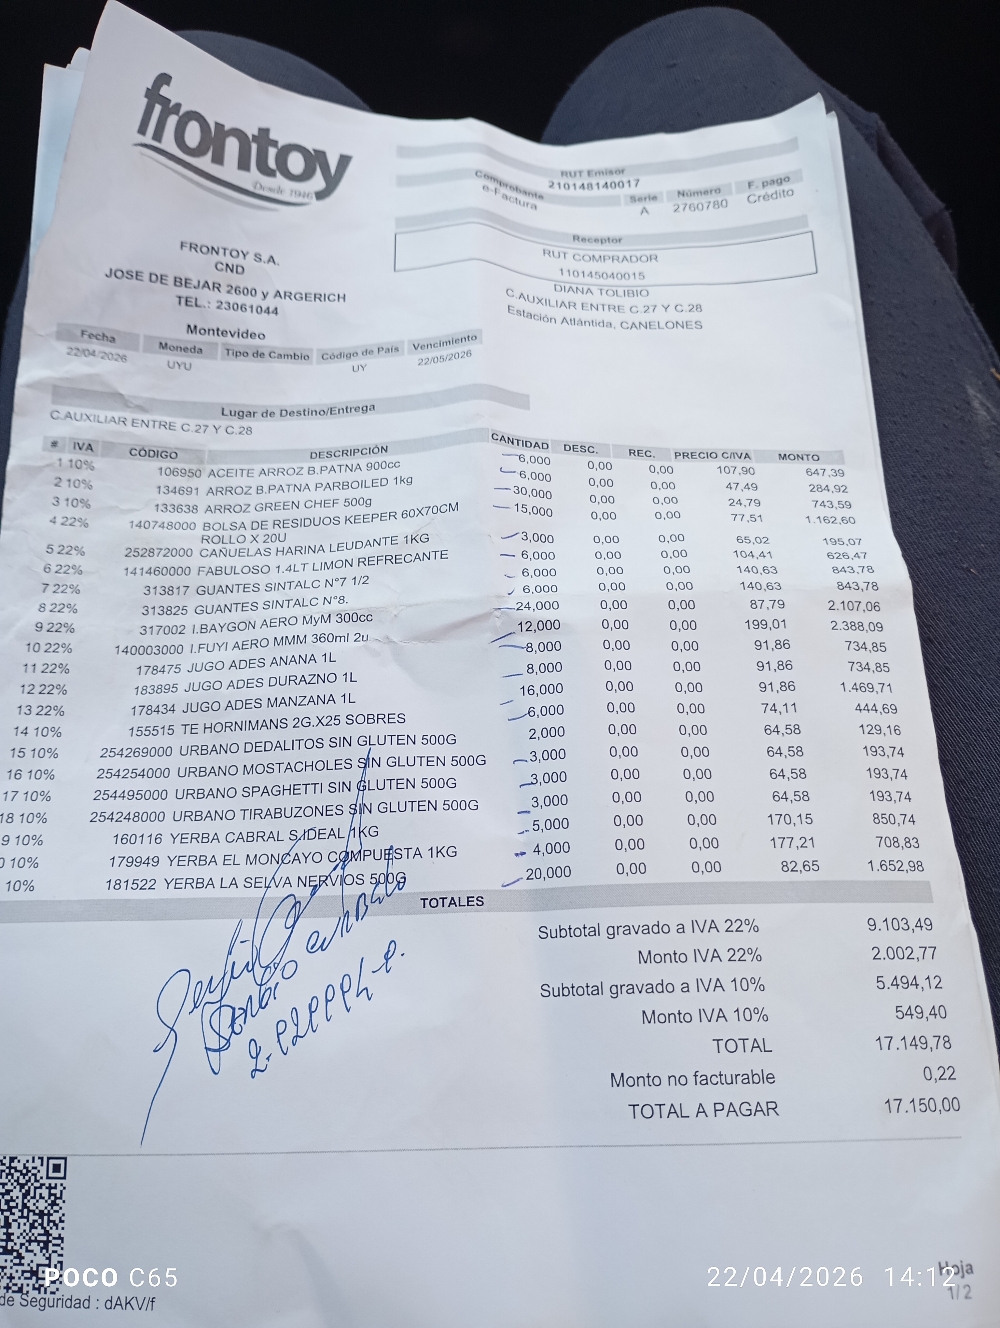 frontoy
Desde 1946
RUT Emisor
210148140017
Comprobante Serie Número F. pago
e-Factura A 2760780 Crédito
Receptor
RUT COMPRADOR
110145040015
DIANA TOLIBIO
C.AUXILIAR ENTRE C.27 Y C.28
Estación Atlántida, CANELONES
FRONTOY S.A.
CND
JOSE DE BEJAR 2600 y ARGERICH
TEL.: 23061044
Montevideo
Fecha Moneda Tipo de Cambio Código de País Vencimiento
22/04/2026 UYU UY 22/05/2026
Lugar de Destino/Entrega
C.AUXILIAR ENTRE C.27 Y C.28
# IVA CÓDIGO DESCRIPCIÓN CANTIDAD DESC. REC. PRECIO C/IVA MONTO
1 10% 106950 ACEITE ARROZ B.PATNA 900cc 6,000 0,00 0,00 107,90 647,39
2 10% 134691 ARROZ B.PATNA PARBOILED 1kg 6,000 0,00 0,00 47,49 284,92
3 10% 133638 ARROZ GREEN CHEF 500g 30,000 0,00 0,00 24,79 743,59
4 22% 140748000 BOLSA DE RESIDUOS KEEPER 60X70CM 15,000 0,00 0,00 77,51 1.162,60
ROLLO X 20U
5 22% 252872000 CAÑUELAS HARINA LEUDANTE 1KG 3,000 0,00 0,00 65,02 195,07
6 22% 141460000 FABULOSO 1.4LT LIMON REFRECANTE 6,000 0,00 0,00 104,41 626,47
7 22% 313817 GUANTES SINTALC N°7 1/2 6,000 0,00 0,00 140,63 843,78
8 22% 313825 GUANTES SINTALC N°8. 6,000 0,00 0,00 140,63 843,78
9 22% 317002 I.BAYGON AERO MyM 300cc 24,000 0,00 0,00 87,79 2.107,06
10 22% 140003000 I.FUYI AERO MMM 360ml 2u 12,000 0,00 0,00 199,01 2.388,09
11 22% 178475 JUGO ADES ANANA 1L 8,000 0,00 0,00 91,86 734,85
12 22% 183895 JUGO ADES DURAZNO 1L 8,000 0,00 0,00 91,86 734,85
13 22% 178434 JUGO ADES MANZANA 1L 16,000 0,00 0,00 91,86 1.469,71
14 10% 155515 TE HORNIMANS 2G.X25 SOBRES 6,000 0,00 0,00 74,11 444,69
15 10% 254269000 URBANO DEDALITOS SIN GLUTEN 500G 2,000 0,00 0,00 64,58 129,16
16 10% 254254000 URBANO MOSTACHOLES SIN GLUTEN 500G 3,000 0,00 0,00 64,58 193,74
17 10% 254495000 URBANO SPAGHETTI SIN GLUTEN 500G 3,000 0,00 0,00 64,58 193,74
18 10% 254248000 URBANO TIRABUZONES SIN GLUTEN 500G 3,000 0,00 0,00 64,58 193,74
9 10% 160116 YERBA CABRAL S.IDEAL 1KG 5,000 0,00 0,00 170,15 850,74
0 10% 179949 YERBA EL MONCAYO COMPUESTA 1KG 4,000 0,00 0,00 177,21 708,83
10% 181522 YERBA LA SELVA NERVIOS 500G 20,000 0,00 0,00 82,65 1.652,98
TOTALES
Subtotal gravado a IVA 22% 9.103,49
Monto IVA 22% 2.002,77
Subtotal gravado a IVA 10% 5.494,12
Monto IVA 10% 549,40
TOTAL 17.149,78
Monto no facturable 0,22
TOTAL A PAGAR 17.150,00
POCO C65
22/04/2026 14:12
Hoja
1/2
de Seguridad : dAKV/f